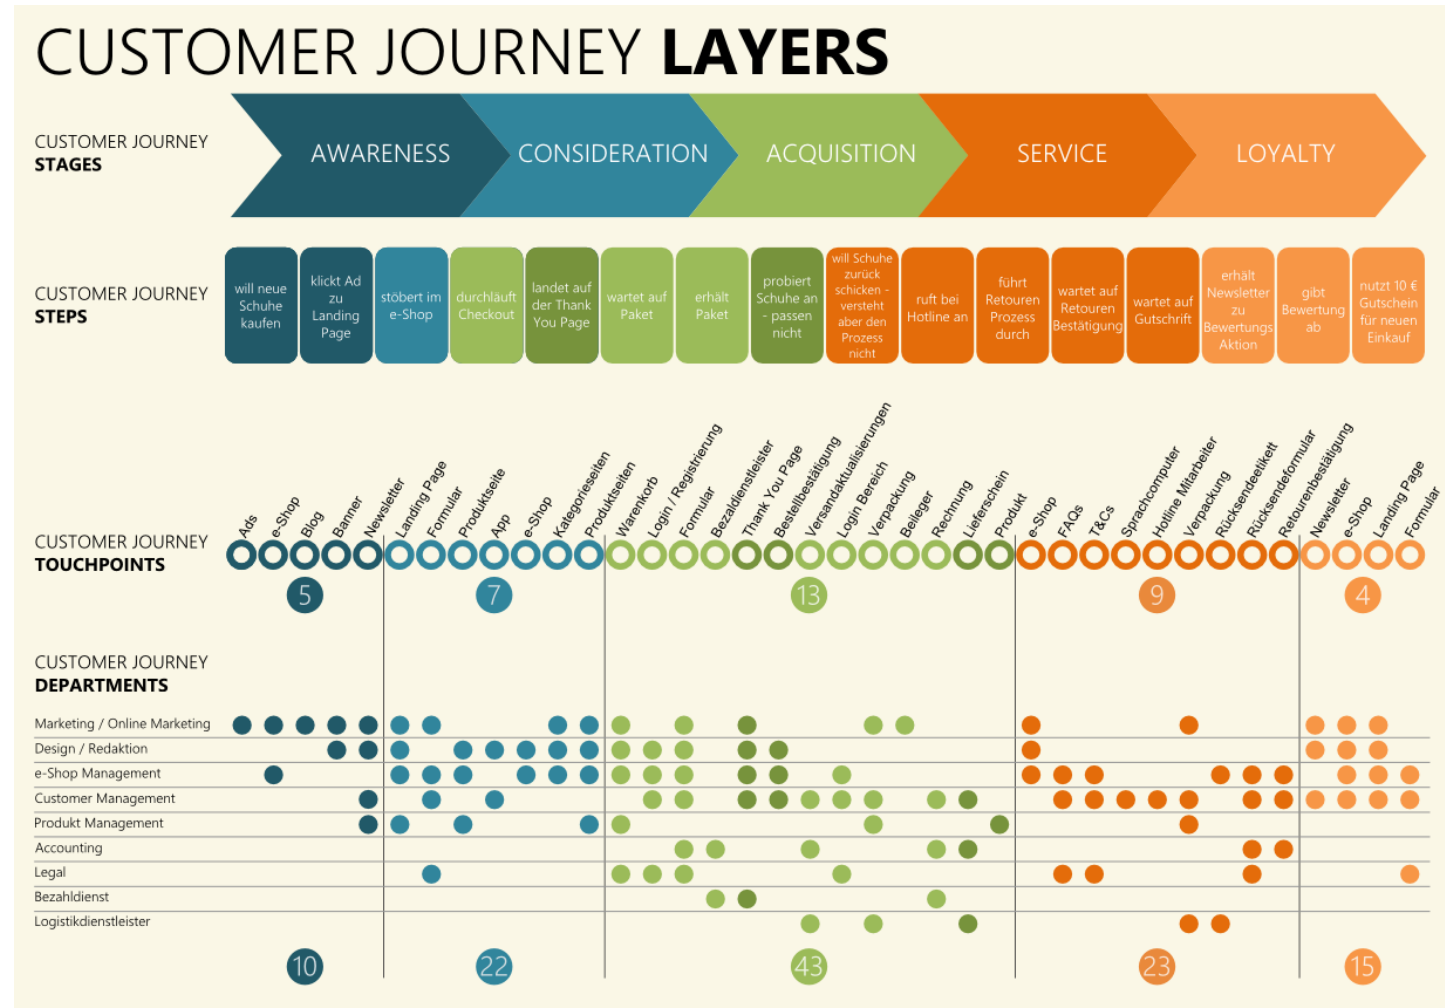 CUSTOMER JOURNEY LAYERS
CUSTOMER JOURNEY
STAGES
AWARENESS
CONSIDERATION
ACQUISITION
SERVICE
LOYALTY
CUSTOMER JOURNEY
STEPS
will neue
Schuhe
kaufen
klickt Ad
zu
Landing
Page
stöbert im
e-Shop
durchläuft
Checkout
landet auf
der Thank
You Page
wartet auf
Paket
erhält
Paket
probiert
Schuhe an
- passen
nicht
will Schuhe
zurück
schicken -
versteht
aber den
Prozess
nicht
ruft bei
Hotline an
führt
Retouren
Prozess
durch
wartet auf
Retouren
Bestätigung
wartet auf
Gutschrift
erhält
Newsletter
zu
Bewertungs
Aktion
gibt
Bewertung
ab
nutzt 10 €
Gutschein
für neuen
Einkauf
CUSTOMER JOURNEY
TOUCHPOINTS
Ads
e-Shop
Blog
Banner
Newsletter
Landing Page
Formular
Produktseite
App
e-Shop
Kategorieseiten
Produktseiten
Warenkorb
Login / Registrierung
Formular
Bezaldienstleister
Thank You Page
Bestellbestätigung
Versandaktualisierungen
Login Bereich
Verpackung
Beileger
Rechnung
Lieferschein
Produkt
e-Shop
FAQs
T&Cs
Sprachcomputer
Hotline Mitarbeiter
Verpackung
Rücksendeetikett
Rücksendeformular
Retourenbestätigung
Newsletter
e-Shop
Landing Page
Formular
5
7
13
9
4
CUSTOMER JOURNEY
DEPARTMENTS
Marketing / Online Marketing
Design / Redaktion
e-Shop Management
Customer Management
Produkt Management
Accounting
Legal
Bezahldienst
Logistikdienstleister
10
22
43
23
15